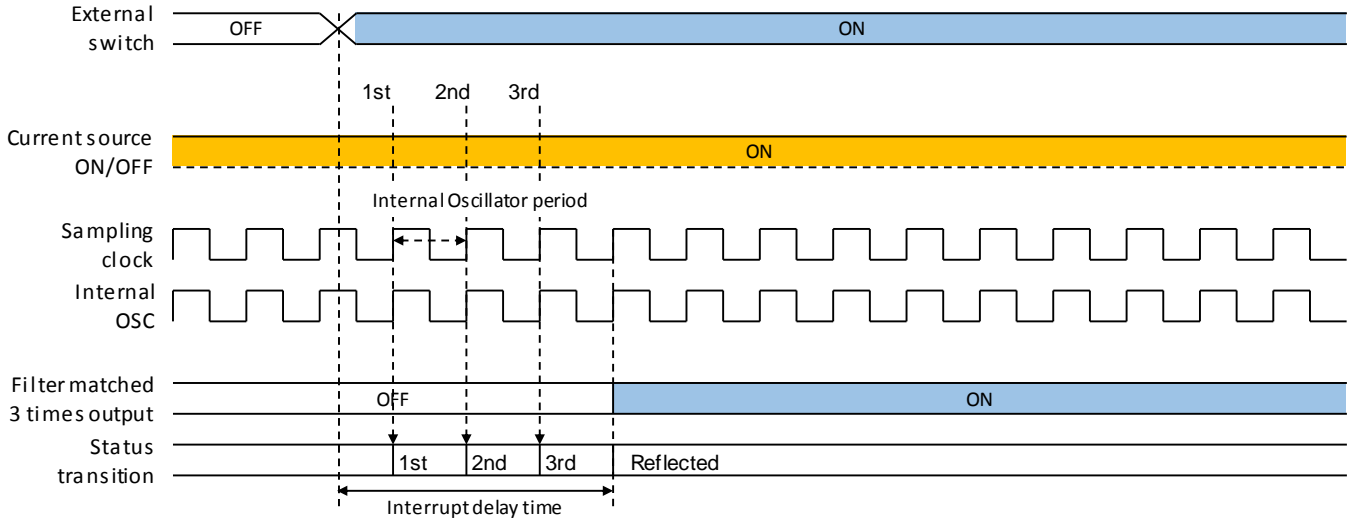 External
switch
OFF
ON
1st
2nd
3rd
Current source
ON/OFF
ON
Internal Oscillator period
Sampling
clock
Internal
OSC
Filter matched
3 times output
OFF
ON
Status
transition
1st
2nd
3rd
Reflected
Interrupt delay time